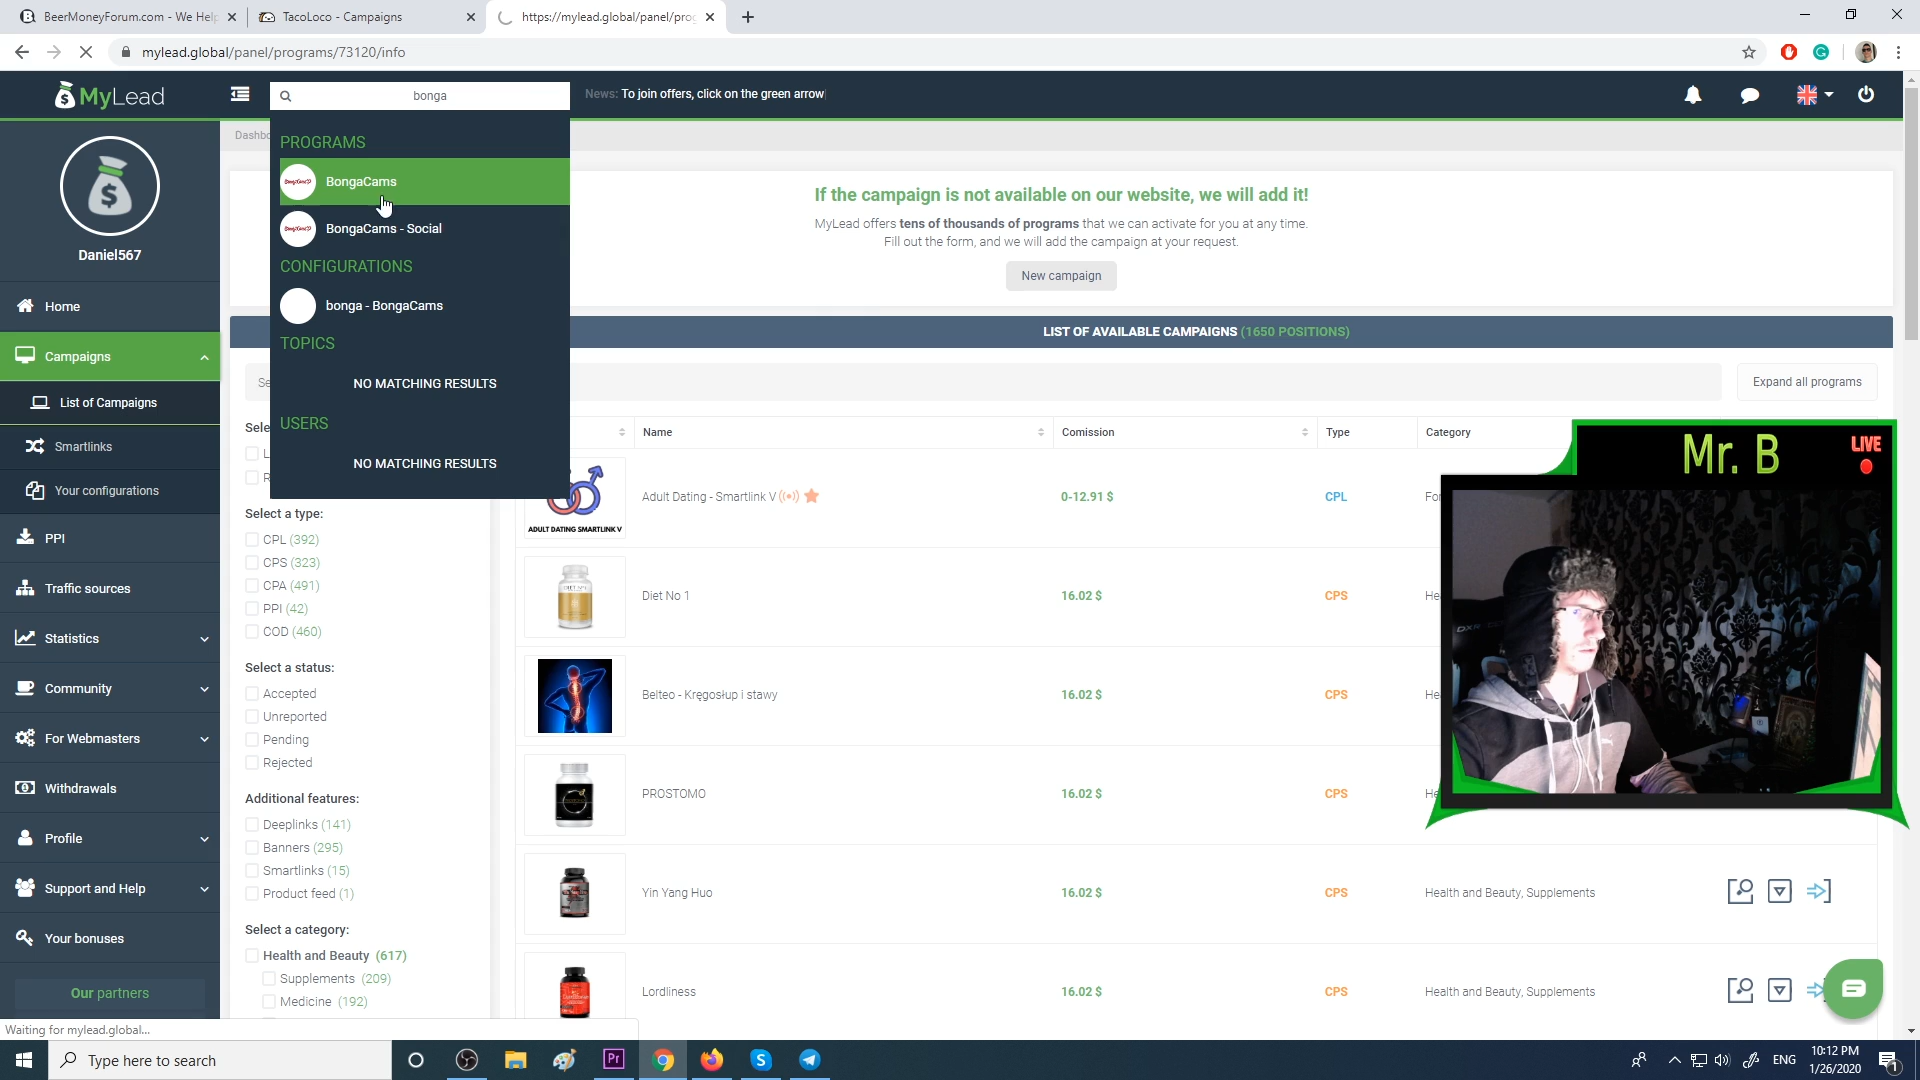 BeerMoneyForum.com - We Help
TacoLoco - Campaigns
https://mylead.global/panel/prog
mylead.global/panel/programs/73120/info
MyLead
bonga
News: To join offers, click on the green arrow
Dashbo
PROGRAMS
BongaCams
BongaCams - Social
CONFIGURATIONS
bonga - BongaCams
TOPICS
NO MATCHING RESULTS
USERS
NO MATCHING RESULTS
Daniel567
Home
Campaigns
List of Campaigns
Smartlinks
Your configurations
PPI
Traffic sources
Statistics
Community
For Webmasters
Withdrawals
Profile
Support and Help
Your bonuses
Our partners
If the campaign is not available on our website, we will add it!
MyLead offers tens of thousands of programs that we can activate for you at any time.
Fill out the form, and we will add the campaign at your request.
New campaign
LIST OF AVAILABLE CAMPAIGNS (1650 POSITIONS)
Se
Expand all programs
Sele
L
R
Select a type:
CPL (392)
CPS (323)
CPA (491)
PPI (42)
COD (460)
Select a status:
Accepted
Unreported
Pending
Rejected
Additional features:
Deeplinks (141)
Banners (295)
Smartlinks (15)
Product feed (1)
Select a category:
Health and Beauty (617)
Supplements (209)
Medicine (192)
Name
Comission
Type
Category
ADULT DATING SMARTLINK V
Adult Dating - Smartlink V
0-12.91 $
CPL
For
Diet No 1
16.02 $
CPS
He
Belteo - Kręgosłup i stawy
16.02 $
CPS
He
PROSTOMO
16.02 $
CPS
He
Yin Yang Huo
16.02 $
CPS
Health and Beauty, Supplements
Lordliness
16.02 $
CPS
Health and Beauty, Supplements
Mr. B
LIVE
Waiting for mylead.global...
Type here to search
Pr
ENG
10:12 PM
1/26/2020
1